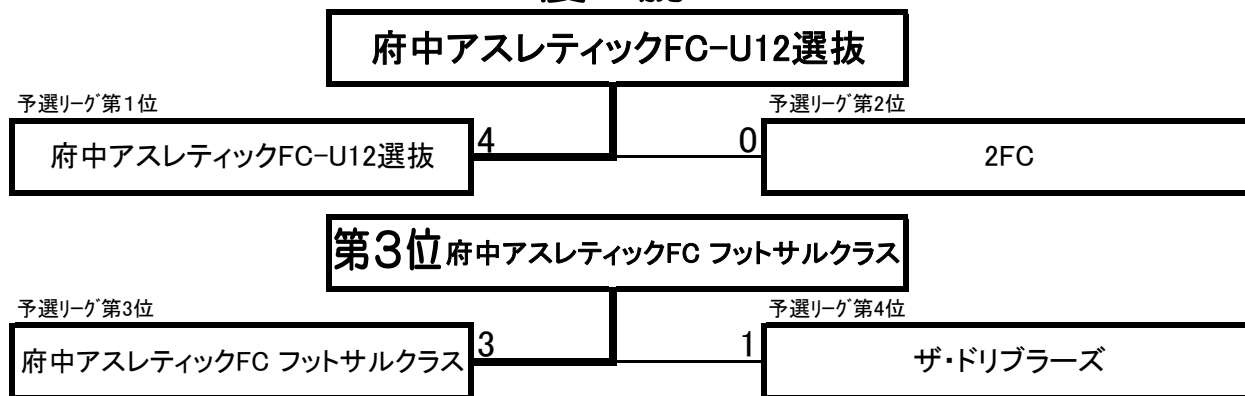 府中アスレティックFC-U12選抜
予選リーグ第1位
予選リーグ第2位
府中アスレティックFC-U12選抜
4
0
2FC
第3位府中アスレティックFC フットサルクラス
予選リーグ第3位
予選リーグ第4位
府中アスレティックFC フットサルクラス
3
1
ザ・ドリブラーズ